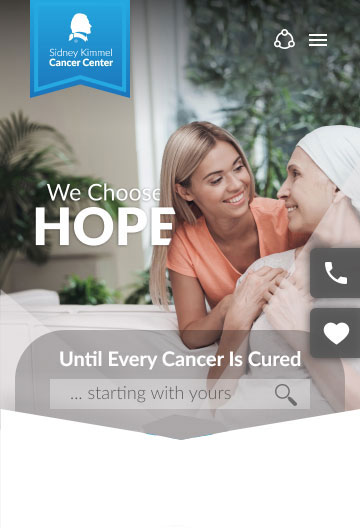 Sidney Kimmel
Cancer Center
We Choose
HOPE
Until Every Cancer Is Cured
... starting with yours